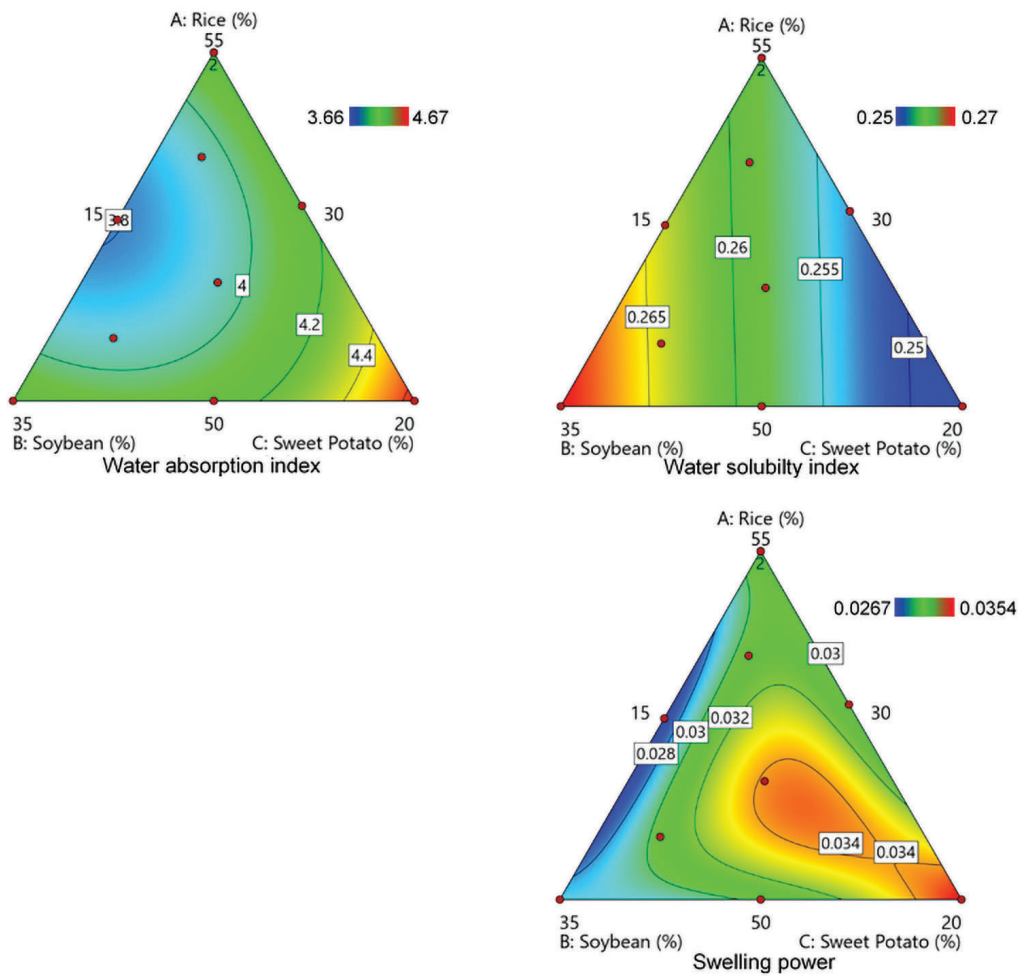 A: Rice (%)
55
2
3.66 4.67
15 3.8
30
4
4.2
4.4
35 50 20
B: Soybean (%) C: Sweet Potato (%)
Water absorption index
A: Rice (%)
55
2
0.25 0.27
15 30
0.26
0.255
0.265
0.25
35 50 20
B: Soybean (%) C: Sweet Potato (%)
Water solubilty index
A: Rice (%)
55
2
0.0267 0.0354
0.03
15 30
0.032
0.03
0.028
0.034
0.034
35 50 20
B: Soybean (%) C: Sweet Potato (%)
Swelling power